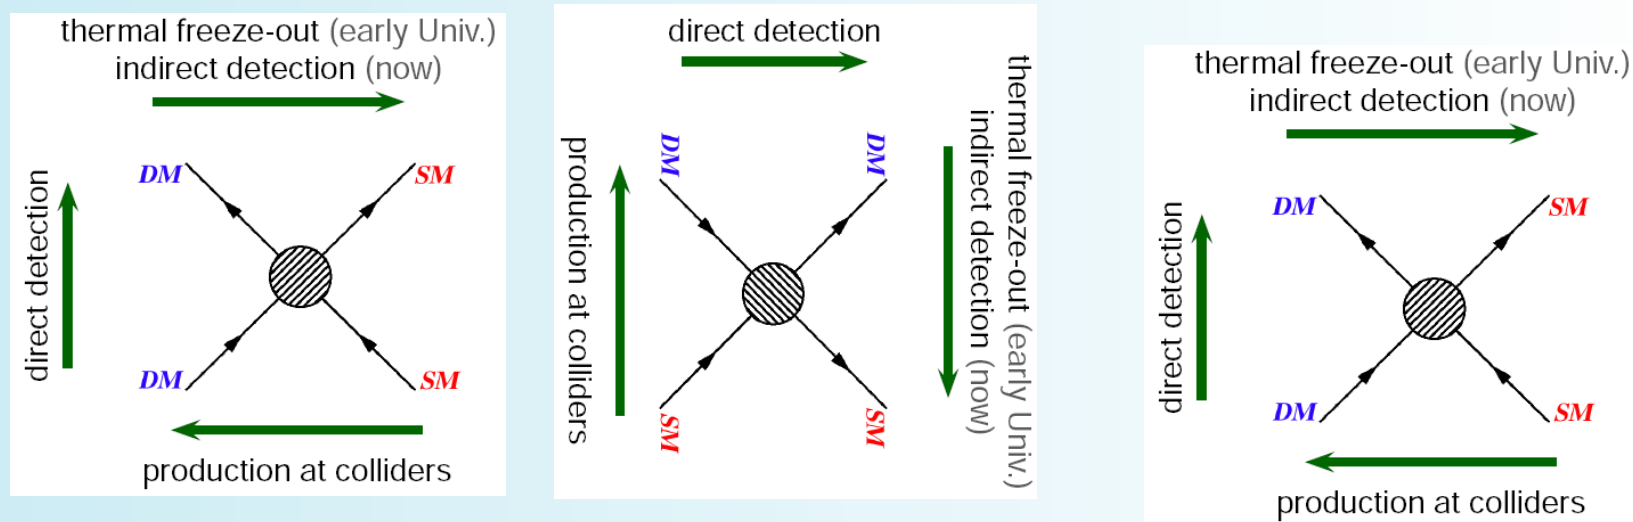 thermal freeze-out (early Univ.)
indirect detection (now)
direct detection
DM
SM
DM
SM
production at colliders
direct detection
production at colliders
DM
DM
SM
SM
thermal freeze-out (early Univ.)
indirect detection (now)
thermal freeze-out (early Univ.)
indirect detection (now)
direct detection
DM
SM
DM
SM
production at colliders